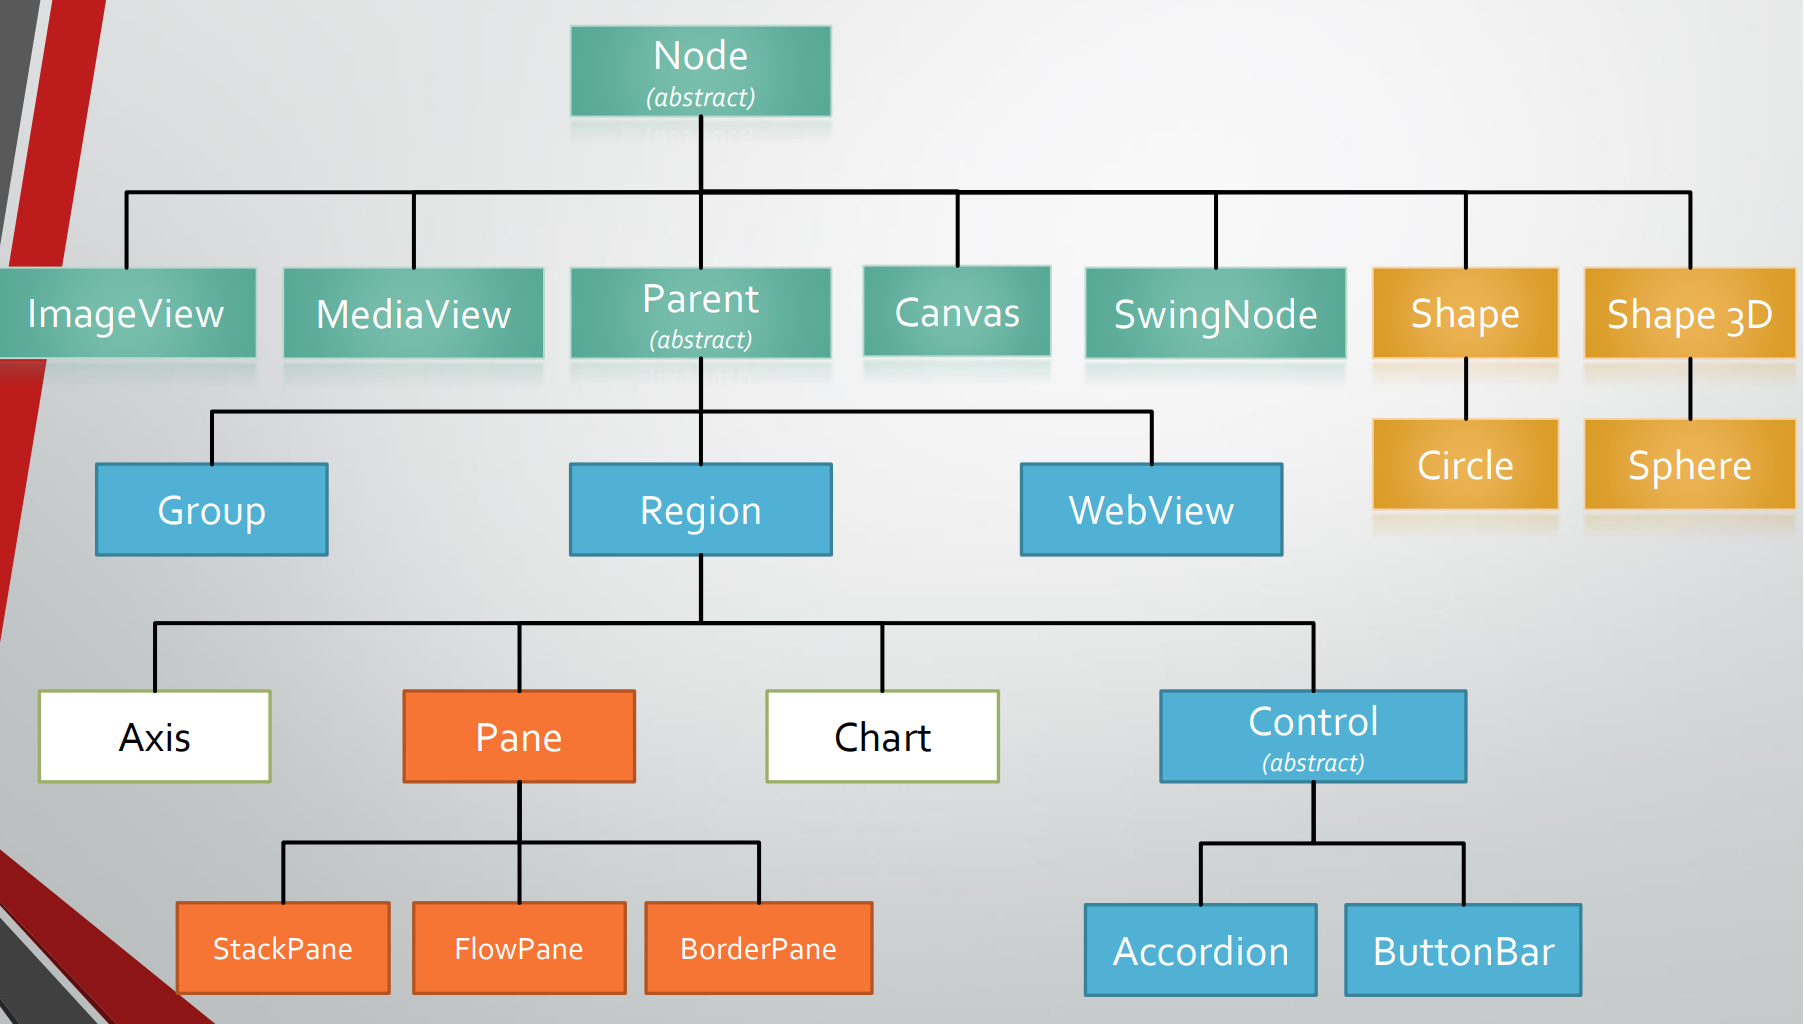 Node
(abstract)
ImageView
MediaView
Parent
(abstract)
Canvas
SwingNode
Shape
Shape 3D
Circle
Sphere
Group
Region
WebView
Axis
Pane
Chart
Control
(abstract)
StackPane
FlowPane
BorderPane
Accordion
ButtonBar